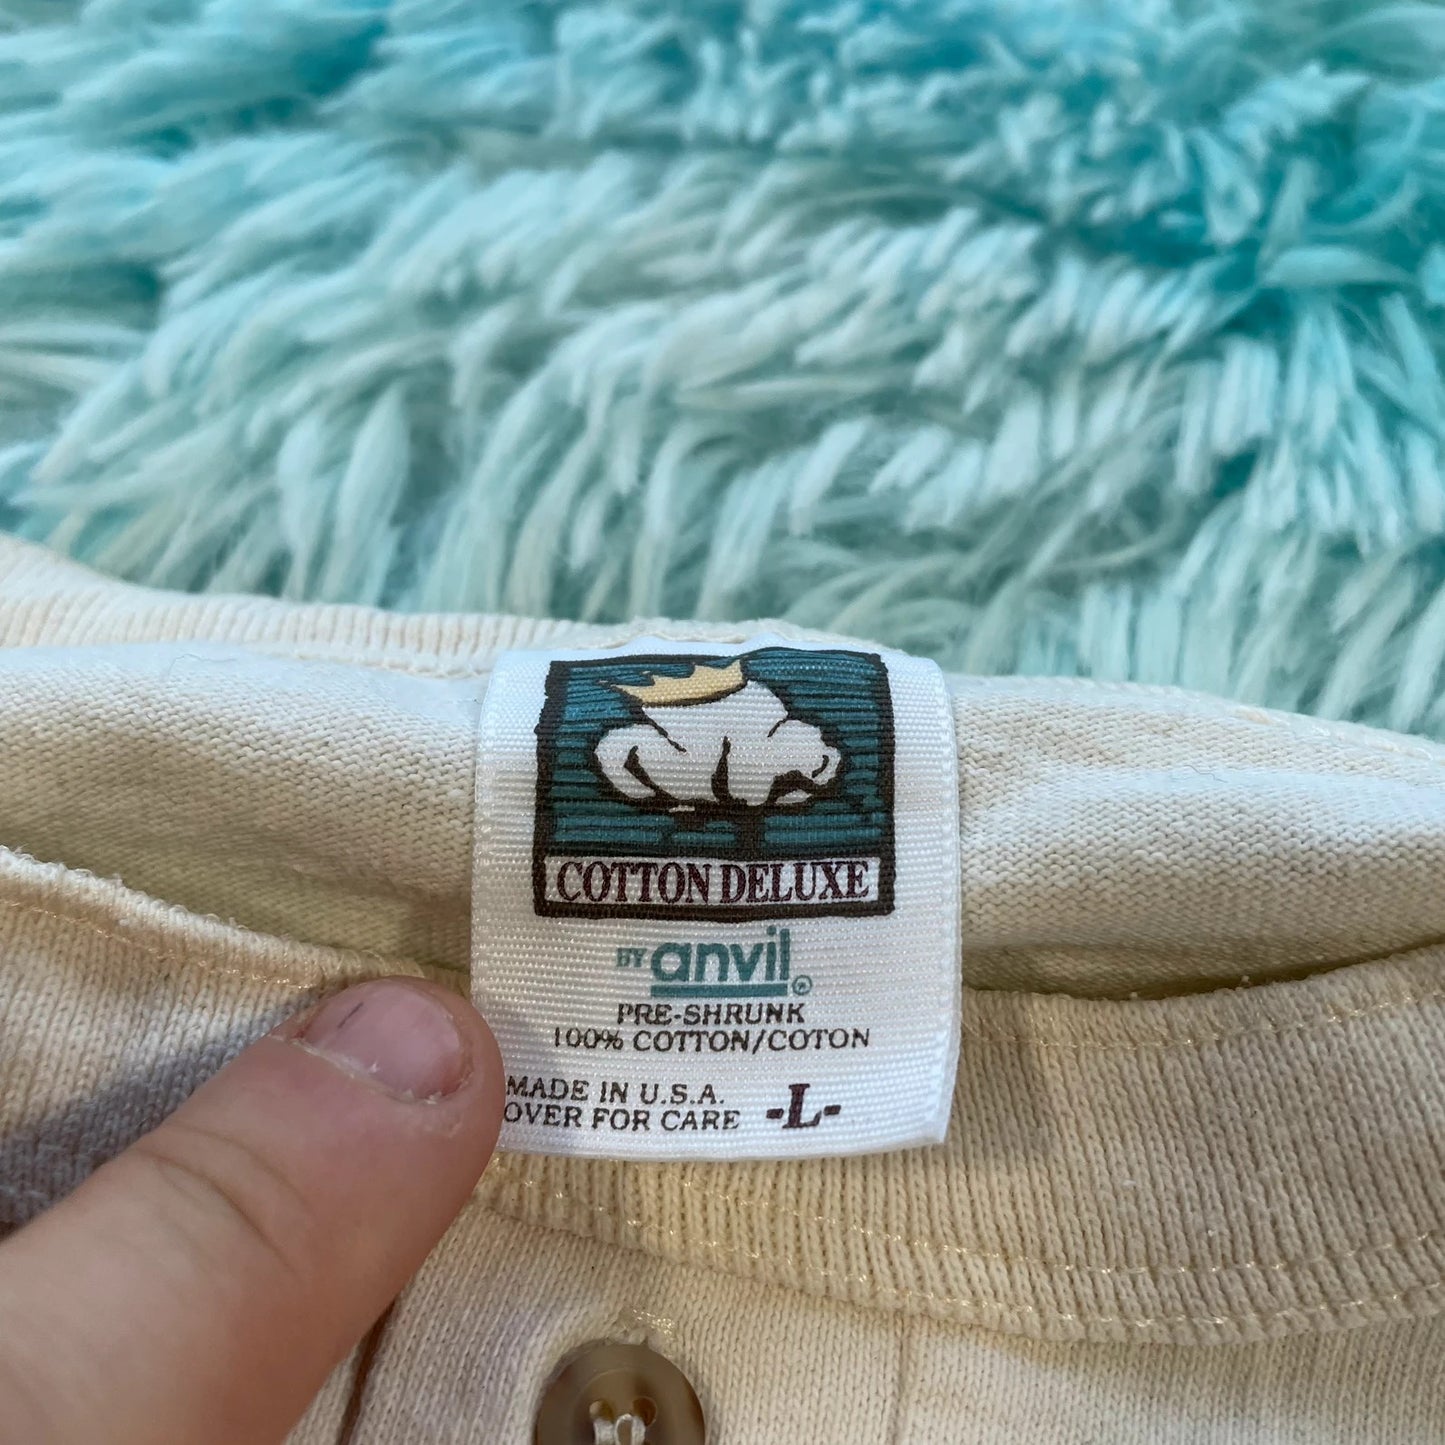 COTTON DELUXE
BY anvil®
PRE-SHRUNK
100% COTTON/COTON
MADE IN U.S.A.
OVER FOR CARE -L-